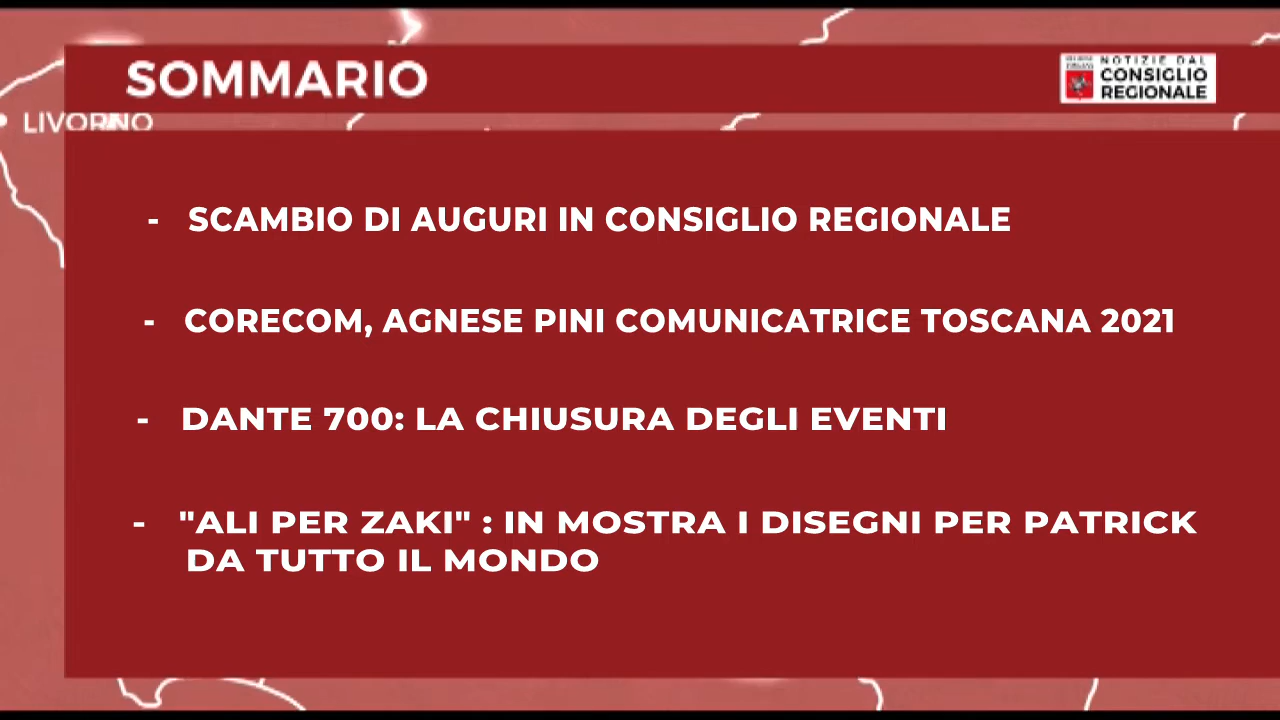 SOMMARIO
NOTIZIE DAL
CONSIGLIO
REGIONALE
LIVORNO
- SCAMBIO DI AUGURI IN CONSIGLIO REGIONALE
- CORECOM, AGNESE PINI COMUNICATRICE TOSCANA 2021
- DANTE 700: LA CHIUSURA DEGLI EVENTI
- "ALI PER ZAKI" : IN MOSTRA I DISEGNI PER PATRICK
DA TUTTO IL MONDO